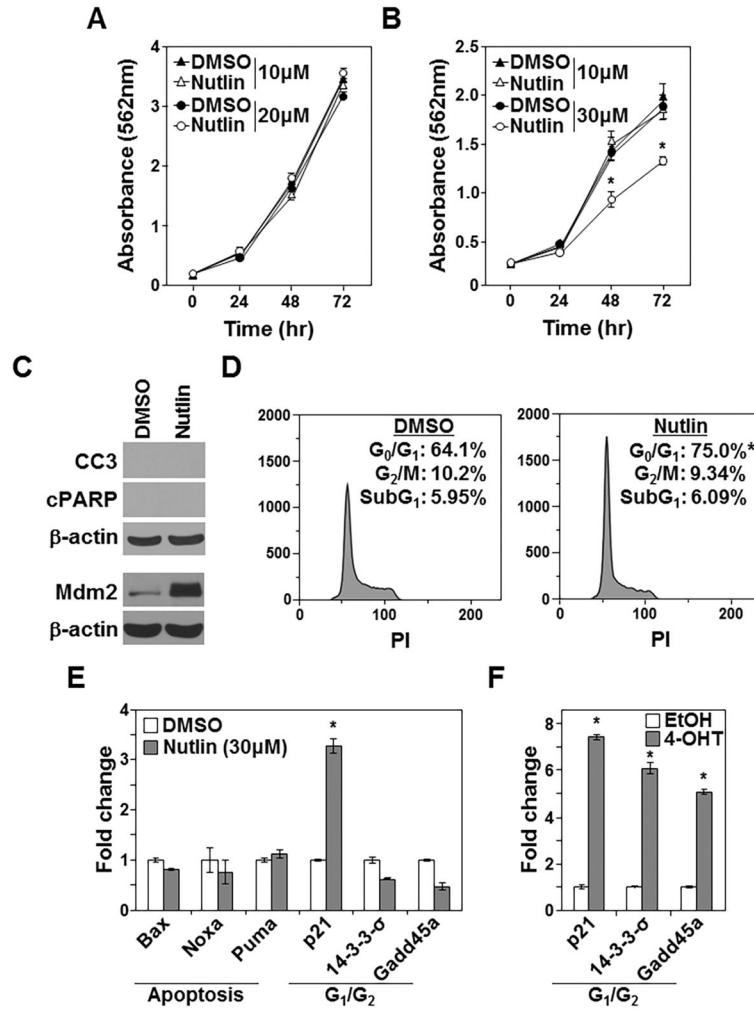 A
Absorbance (562nm)
4
3
2
1
0
DMSO
Nutlin
10µM
DMSO
Nutlin
20µM
0 24 48 72
Time (hr)
B
Absorbance (562nm)
2.5
2.0
1.5
1.0
0.5
0
DMSO
Nutlin
10µM
DMSO
Nutlin
30µM
*
*
0 24 48 72
Time (hr)
C
DMSO
Nutlin
CC3
cPARP
β-actin
Mdm2
β-actin
D
2000
1500
1000
500
0
DMSO
G₀/G₁: 64.1%
G₂/M: 10.2%
SubG₁: 5.95%
0 50 100 200
PI
2000
1500
1000
500
0
Nutlin
G₀/G₁: 75.0%*
G₂/M: 9.34%
SubG₁: 6.09%
0 50 100 200
PI
E
Fold change
4
3
2
1
0
DMSO
Nutlin (30µM)
*
Bax
Noxa
Puma
p21
14-3-3-σ
Gadd45a
Apoptosis
G₁/G₂
F
Fold change
8
6
4
2
0
EtOH
4-OHT
*
*
*
p21
14-3-3-σ
Gadd45a
G₁/G₂